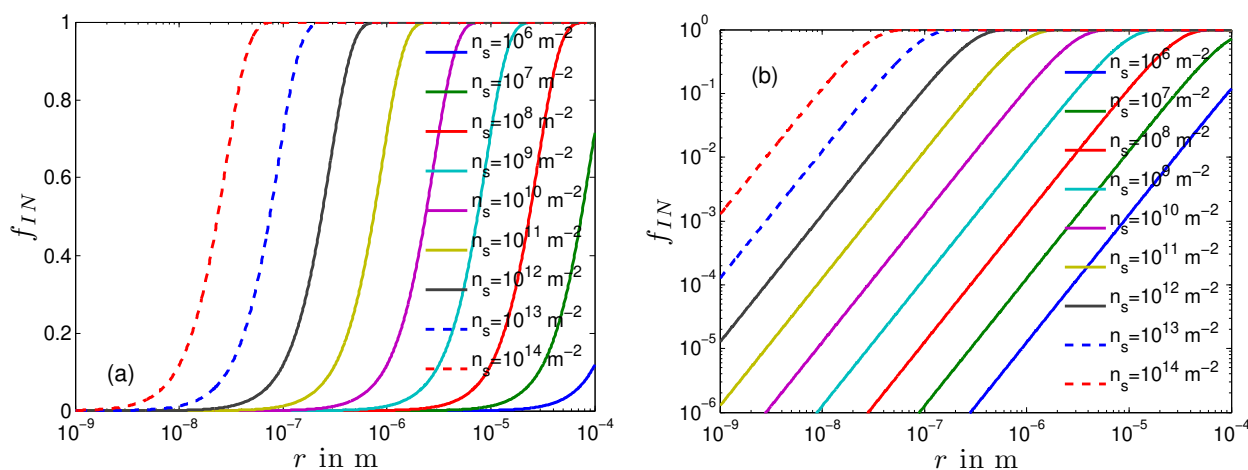 1
0.8
0.6
0.4
0.2
0
f_IN
(a)
n_s=10^6 m^−2
n_s=10^7 m^−2
n_s=10^8 m^−2
n_s=10^9 m^−2
n_s=10^10 m^−2
n_s=10^11 m^−2
n_s=10^12 m^−2
n_s=10^13 m^−2
n_s=10^14 m^−2
10^−9 10^−8 10^−7 10^−6 10^−5 10^−4
r in m
10^0
10^−1
10^−2
10^−3
10^−4
10^−5
10^−6
f_IN
(b)
n_s=10^6 m^−2
n_s=10^7 m^−2
n_s=10^8 m^−2
n_s=10^9 m^−2
n_s=10^10 m^−2
n_s=10^11 m^−2
n_s=10^12 m^−2
n_s=10^13 m^−2
n_s=10^14 m^−2
10^−9 10^−8 10^−7 10^−6 10^−5 10^−4
r in m